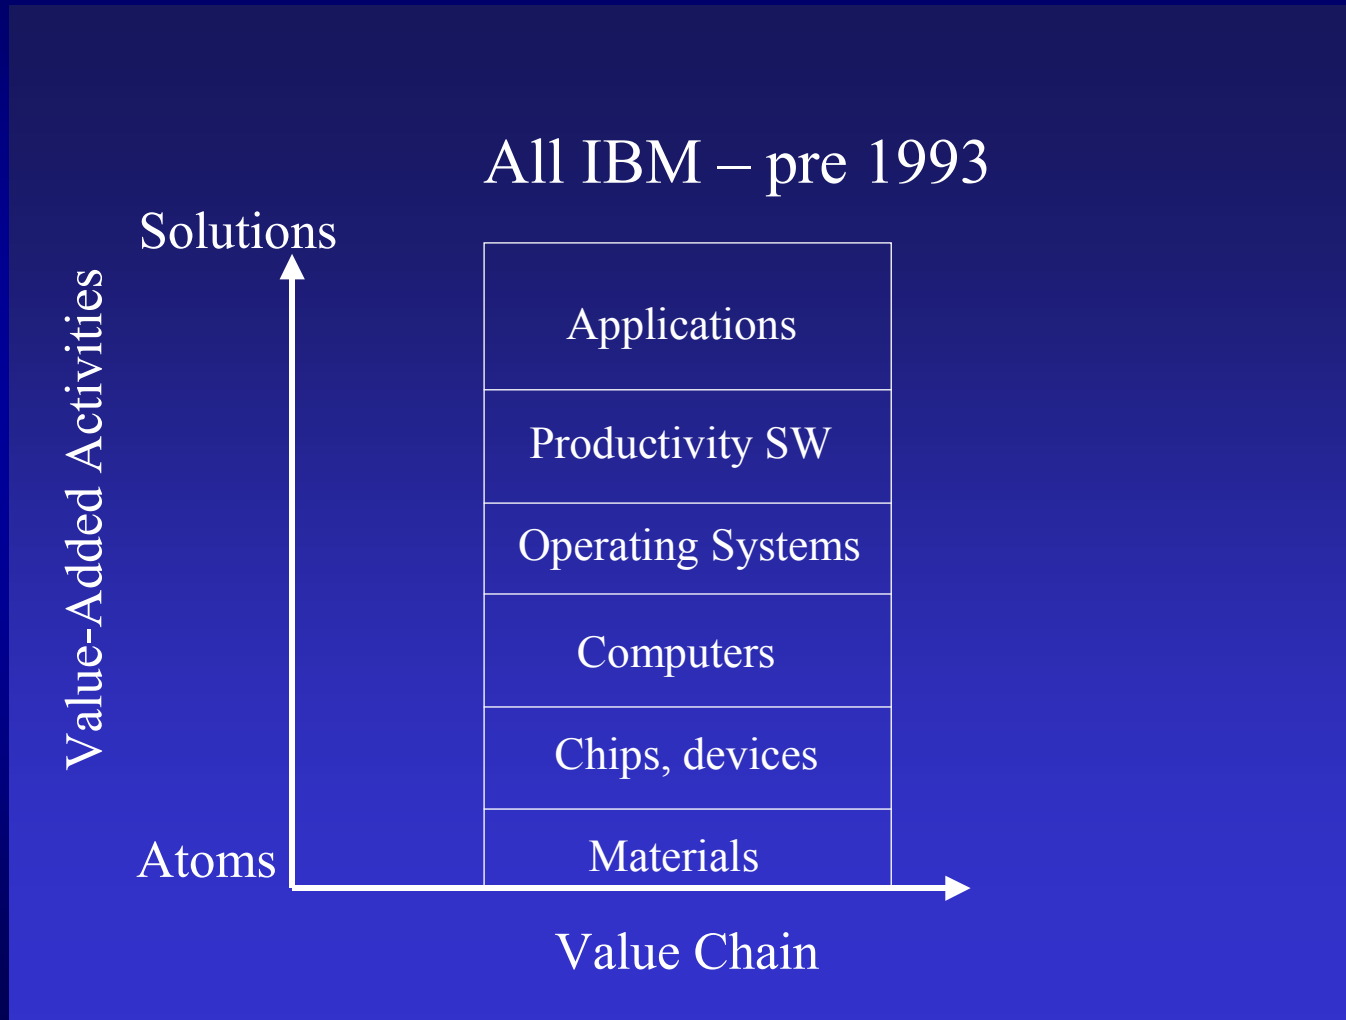 All IBM – pre 1993
Solutions
Value-Added Activities
Applications
Productivity SW
Operating Systems
Computers
Chips, devices
Materials
Atoms
Value Chain